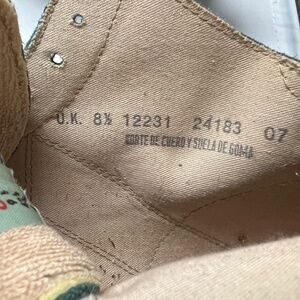 U.K. 8½ 12231 24183 07
CORTE DE CUERO Y SUELA DE GOMA